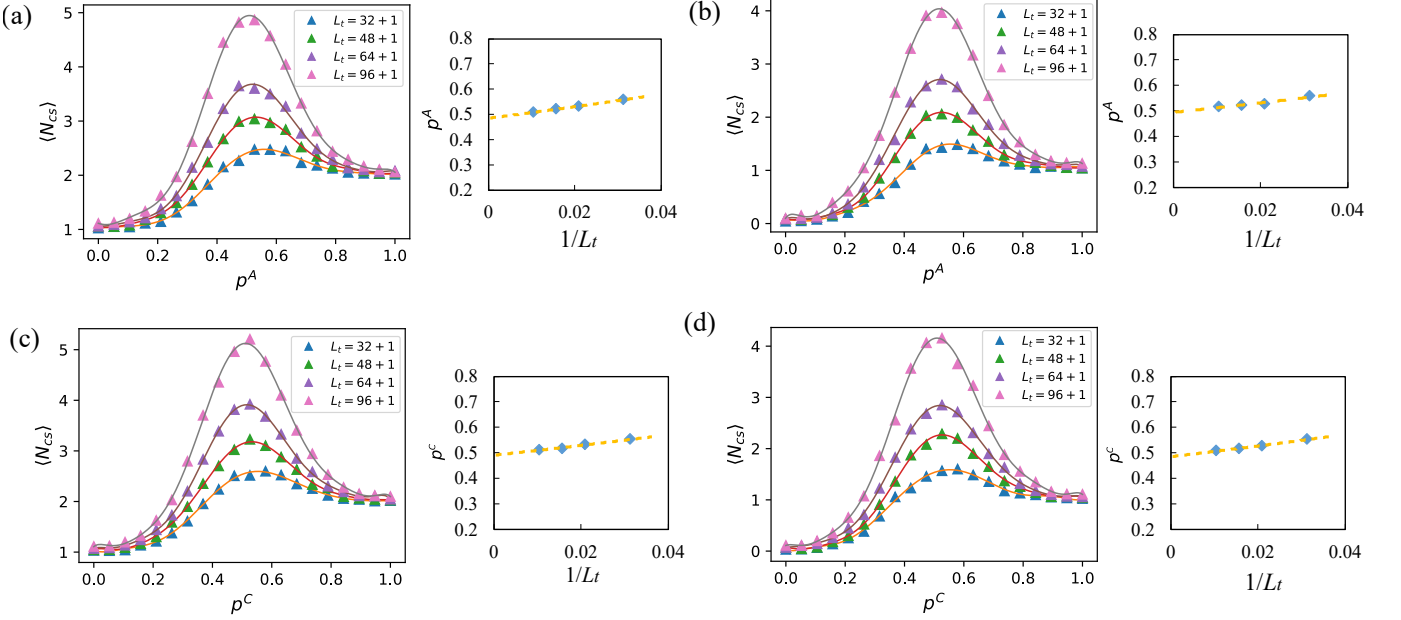 (a)
5
4
3
2
1
⟨N_cs⟩
0.0 0.2 0.4 0.6 0.8 1.0
p^A
L_t = 32 + 1
L_t = 48 + 1
L_t = 64 + 1
L_t = 96 + 1
0.8
0.7
0.6
0.5
0.4
0.3
0.2
p^A
0 0.02 0.04
1/Lt
(b)
4
3
2
1
0
⟨N_cs⟩
0.0 0.2 0.4 0.6 0.8 1.0
p^A
L_t = 32 + 1
L_t = 48 + 1
L_t = 64 + 1
L_t = 96 + 1
0.8
0.7
0.6
0.5
0.4
0.3
0.2
p^A
0 0.02 0.04
1/Lt
(c)
5
4
3
2
1
⟨N_cs⟩
0.0 0.2 0.4 0.6 0.8 1.0
p^C
L_t = 32 + 1
L_t = 48 + 1
L_t = 64 + 1
L_t = 96 + 1
0.8
0.7
0.6
0.5
0.4
0.3
0.2
p^C
0 0.02 0.04
1/Lt
(d)
4
3
2
1
0
⟨N_cs⟩
0.0 0.2 0.4 0.6 0.8 1.0
p^C
L_t = 32 + 1
L_t = 48 + 1
L_t = 64 + 1
L_t = 96 + 1
0.8
0.7
0.6
0.5
0.4
0.3
0.2
p^C
0 0.02 0.04
1/Lt